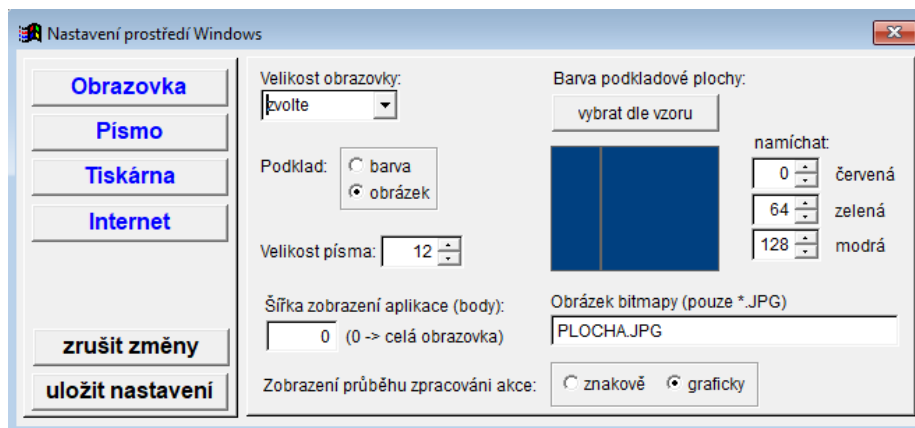 Nastavení prostředí Windows
Obrazovka
Písmo
Tiskárna
Internet
zrušit změny
uložit nastavení
Velikost obrazovky:
zvolte
Podklad:
barva
obrázek
Velikost písma: 12
Šířka zobrazení aplikace (body):
0 (0 -> celá obrazovka)
Zobrazení průběhu zpracováni akce:
znakově graficky
Barva podkladové plochy:
vybrat dle vzoru
namíchat:
0 červená
64 zelená
128 modrá
Obrázek bitmapy (pouze *.JPG)
PLOCHA.JPG